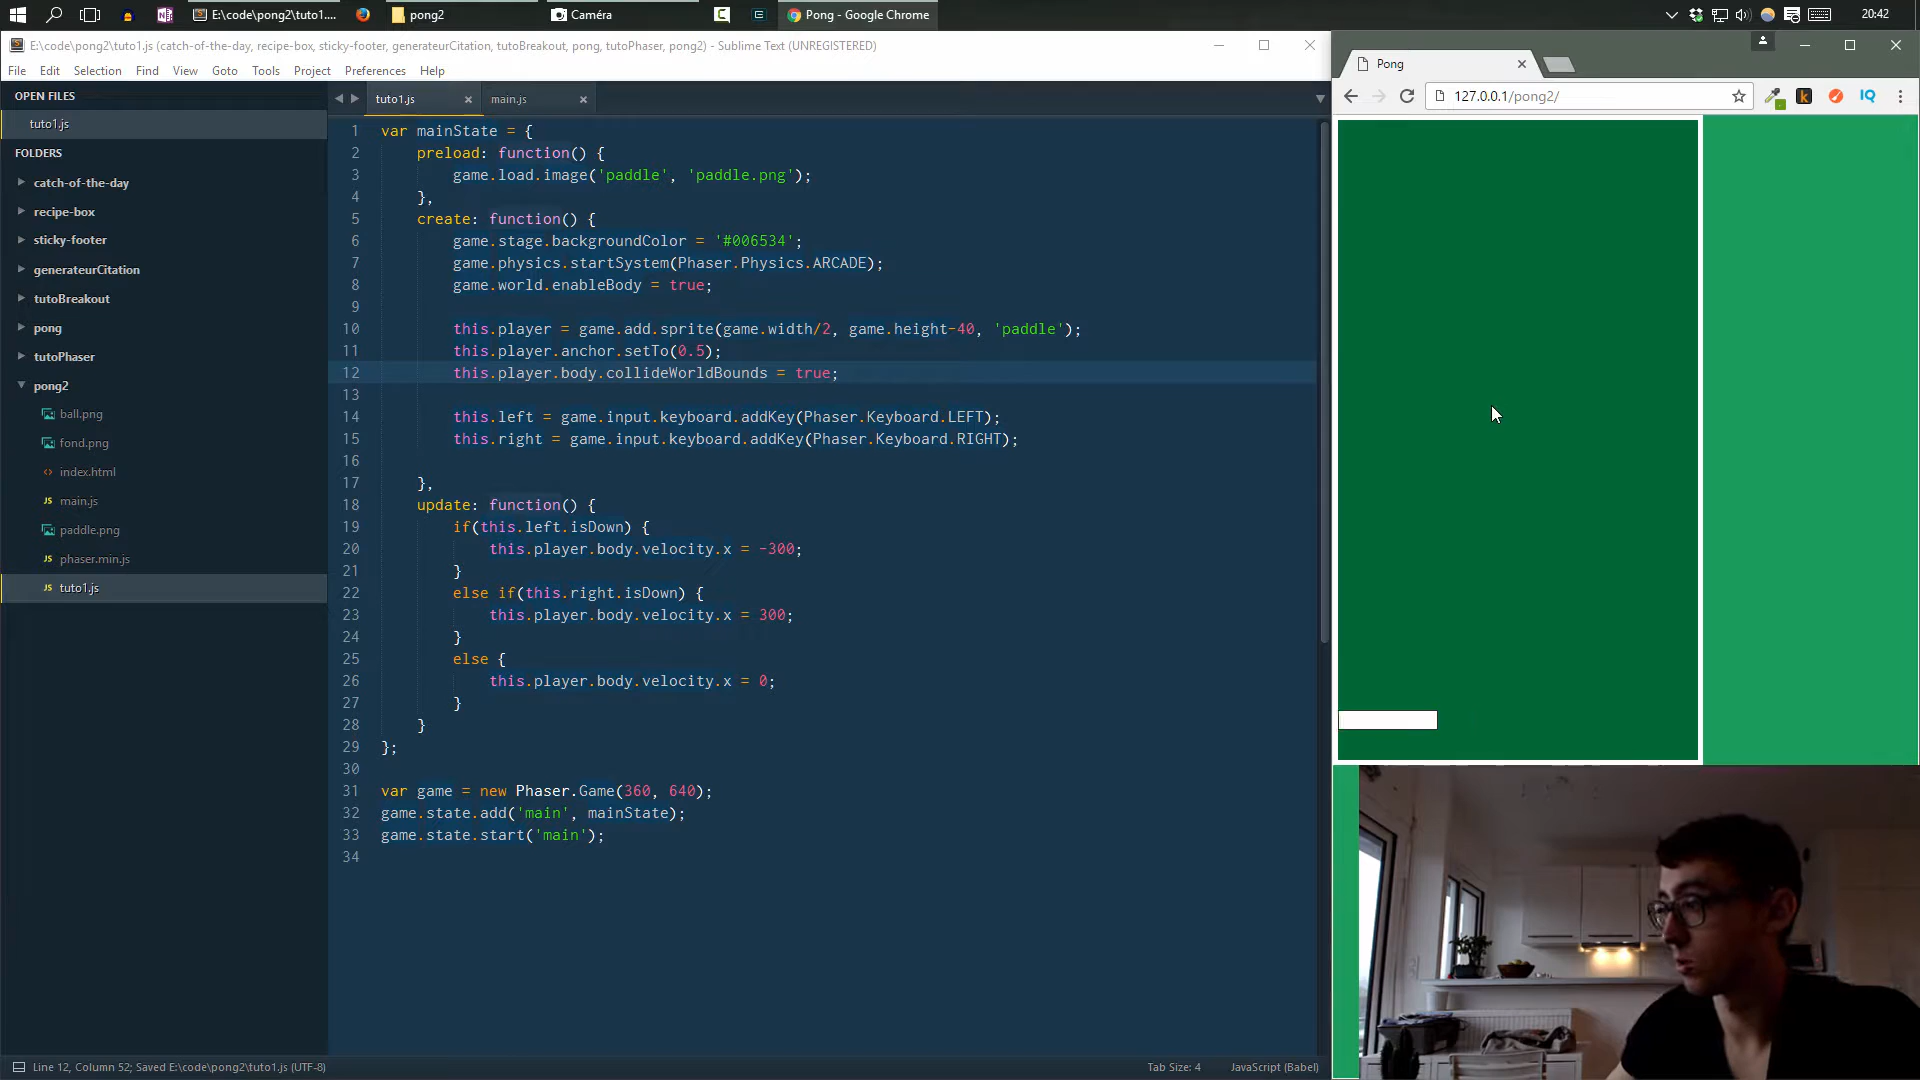 E:\code\pong2\tuto1....
pong2
Caméra
Pong - Google Chrome
20:42
E:\code\pong2\tuto1.js (catch-of-the-day, recipe-box, sticky-footer, generateurCitation, tutoBreakout, pong, tutoPhaser, pong2) - Sublime Text (UNREGISTERED)
File Edit Selection Find View Goto Tools Project Preferences Help
OPEN FILES
tuto1.js
FOLDERS
catch-of-the-day
recipe-box
sticky-footer
generateurCitation
tutoBreakout
pong
tutoPhaser
pong2
ball.png
fond.png
index.html
JS main.js
paddle.png
JS phaser.min.js
JS tuto1.js
tuto1.js main.js
1 var mainState = {
2 preload: function() {
3 game.load.image('paddle', 'paddle.png');
4 },
5 create: function() {
6 game.stage.backgroundColor = '#006534';
7 game.physics.startSystem(Phaser.Physics.ARCADE);
8 game.world.enableBody = true;
9
10 this.player = game.add.sprite(game.width/2, game.height-40, 'paddle');
11 this.player.anchor.setTo(0.5);
12 this.player.body.collideWorldBounds = true;
13
14 this.left = game.input.keyboard.addKey(Phaser.Keyboard.LEFT);
15 this.right = game.input.keyboard.addKey(Phaser.Keyboard.RIGHT);
16
17 },
18 update: function() {
19 if(this.left.isDown) {
20 this.player.body.velocity.x = -300;
21 }
22 else if(this.right.isDown) {
23 this.player.body.velocity.x = 300;
24 }
25 else {
26 this.player.body.velocity.x = 0;
27 }
28 }
29 };
30
31 var game = new Phaser.Game(360, 640);
32 game.state.add('main', mainState);
33 game.state.start('main');
34
Line 12, Column 52; Saved E:\code\pong2\tuto1.js (UTF-8)
Tab Size: 4
JavaScript (Babel)
Pong
127.0.0.1/pong2/
k
IQ